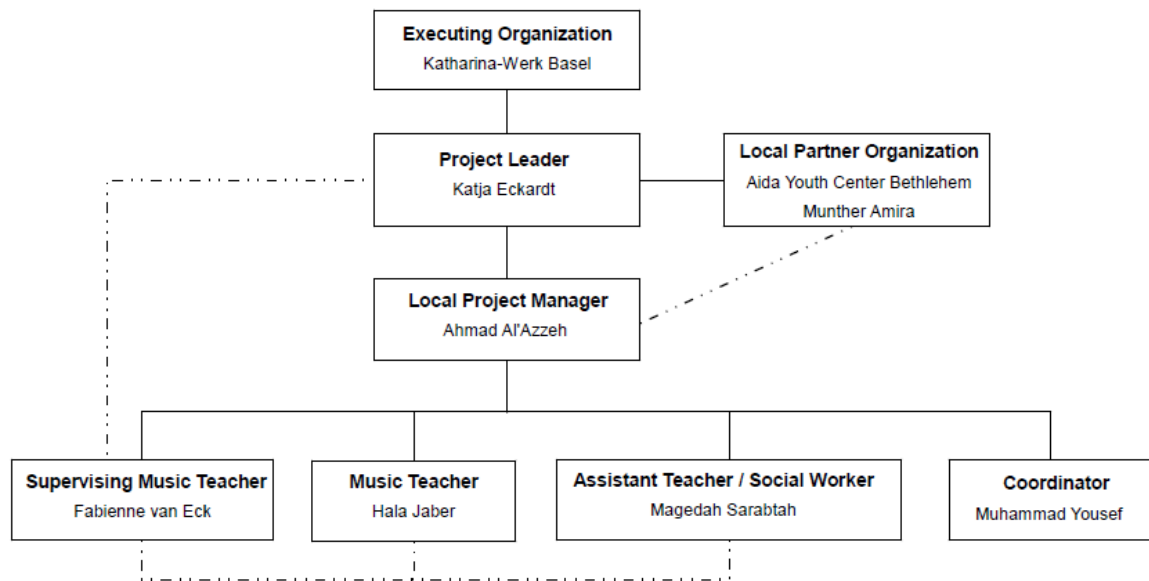 Executing Organization
Katharina-Werk Basel
Project Leader
Katja Eckardt
Local Partner Organization
Aida Youth Center Bethlehem
Munther Amira
Local Project Manager
Ahmad Al'Azzeh
Supervising Music Teacher
Fabienne van Eck
Music Teacher
Hala Jaber
Assistant Teacher / Social Worker
Magedah Sarabtah
Coordinator
Muhammad Yousef